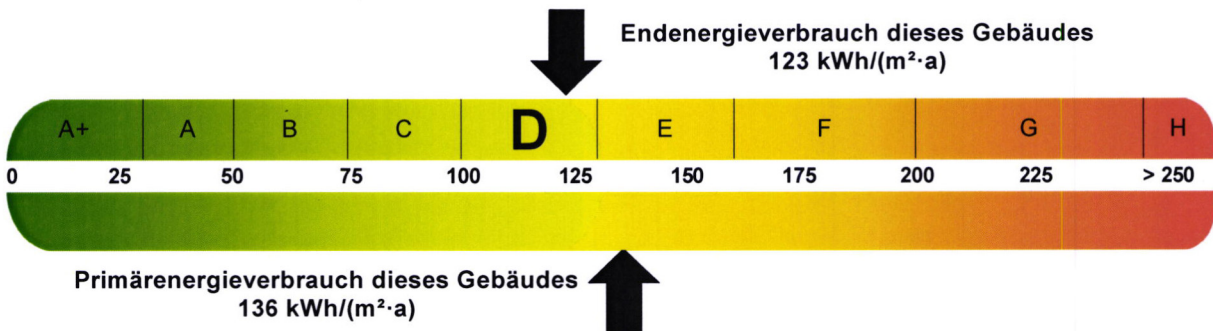 Endenergieverbrauch dieses Gebäudes
123 kWh/(m²·a)
A+ A B C D E F G H
0 25 50 75 100 125 150 175 200 225 > 250
Primärenergieverbrauch dieses Gebäudes
136 kWh/(m²·a)